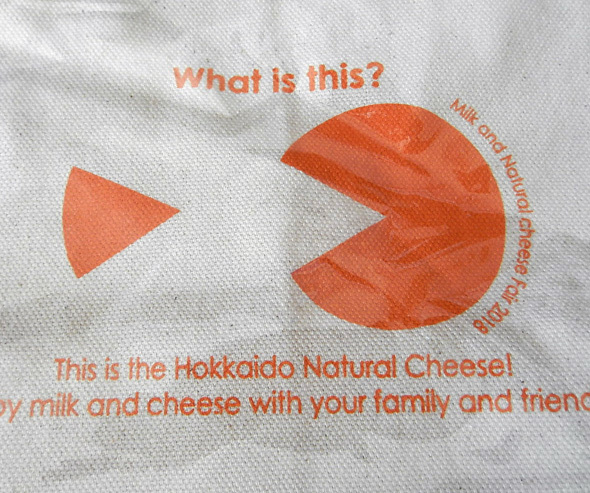 What is this?
Milk and Natural cheese Fair 2018
This is the Hokkaido Natural Cheese!
milk and cheese with your family and